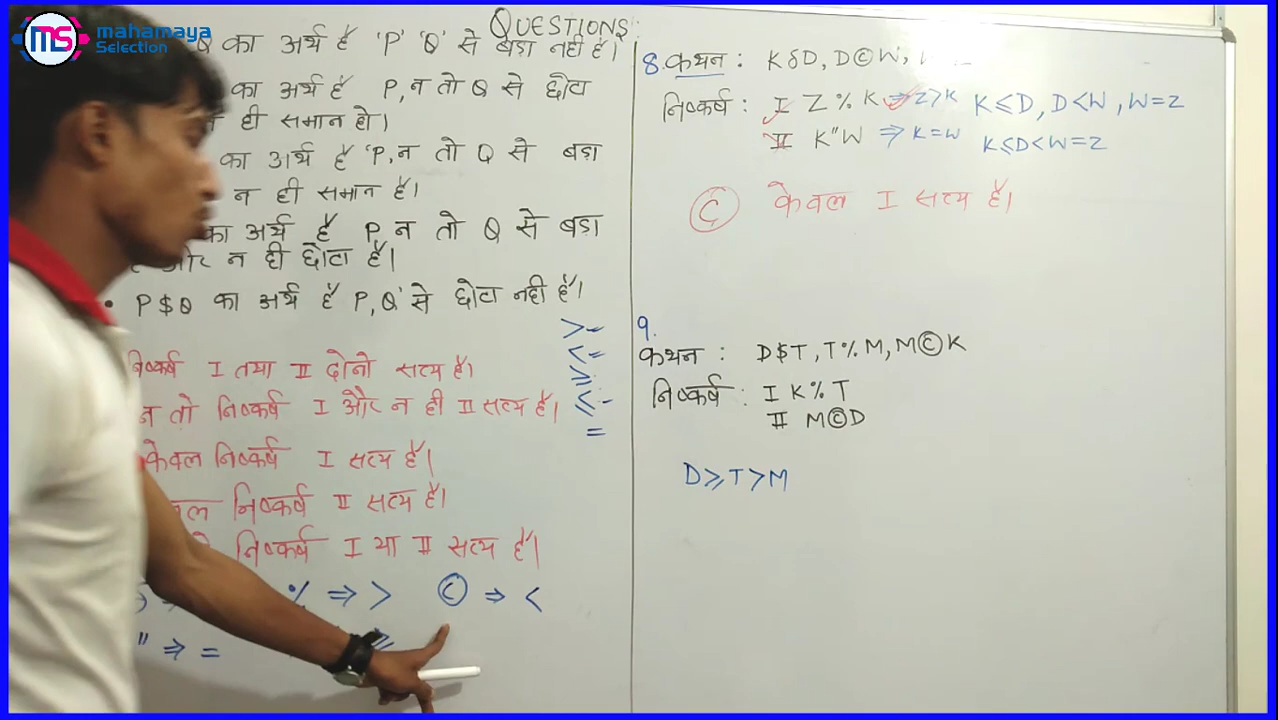 mahamaya
Selection
QUESTIONS:
Q का अर्थ है 'P' 'Q' से बड़ा नही है।
का अर्थ है P, न तो Q से छोटा
ही समान हो।
का अर्थ है 'P, न तो Q से बड़ा
न ही समान है।
का अर्थ है P, न तो Q से बड़ा
और न ही छोटा है।
• P $ Q का अर्थ है P, Q' से छोटा नही है।
निष्कर्ष I तथा II दोनो सत्य है।
न तो निष्कर्ष I और न ही II सत्य है।
केवल निष्कर्ष I सत्य है।
निष्कर्ष II सत्य है।
निष्कर्ष I या II सत्य है।
% ⇒ > © ⇒ <
" ⇒ =
≥
> -
< =
≥
≤ -
=
8. कथन : KδD, D©W,
निष्कर्ष : I Z % K ⇒ Z > K K ≤ D, D < W, W = Z
II K " W ⇒ K = W K ≤ D < W = Z
C केवल I सत्य है।
9.
कथन : D $ T, T % M, M © K
निष्कर्ष : I K % T
II M © D
D ≥ T > M